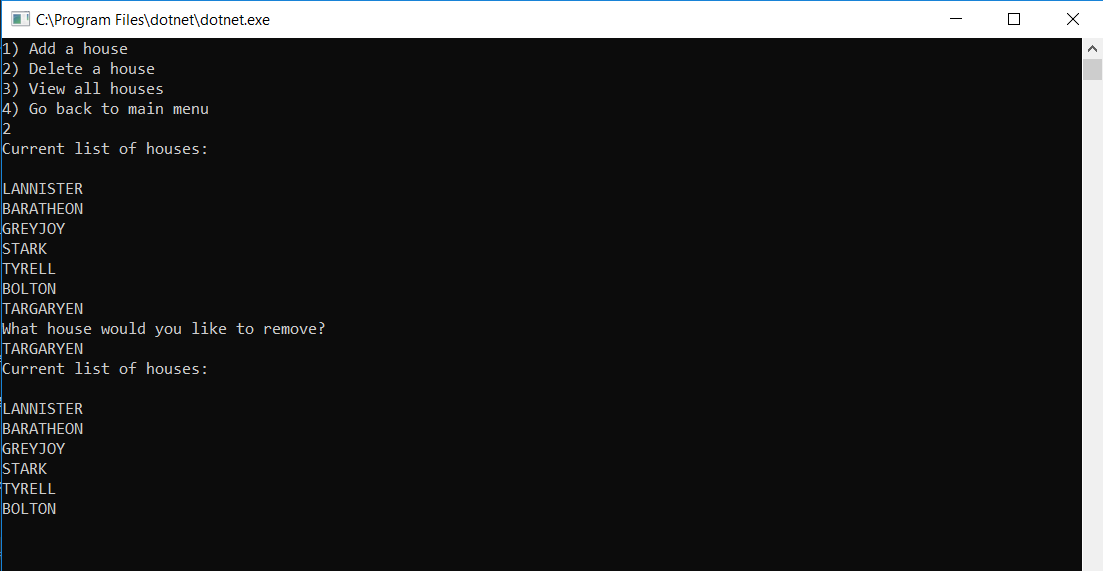 C:\Program Files\dotnet\dotnet.exe
1) Add a house
2) Delete a house
3) View all houses
4) Go back to main menu
2
Current list of houses:
LANNISTER
BARATHEON
GREYJOY
STARK
TYRELL
BOLTON
TARGARYEN
What house would you like to remove?
TARGARYEN
Current list of houses:
LANNISTER
BARATHEON
GREYJOY
STARK
TYRELL
BOLTON